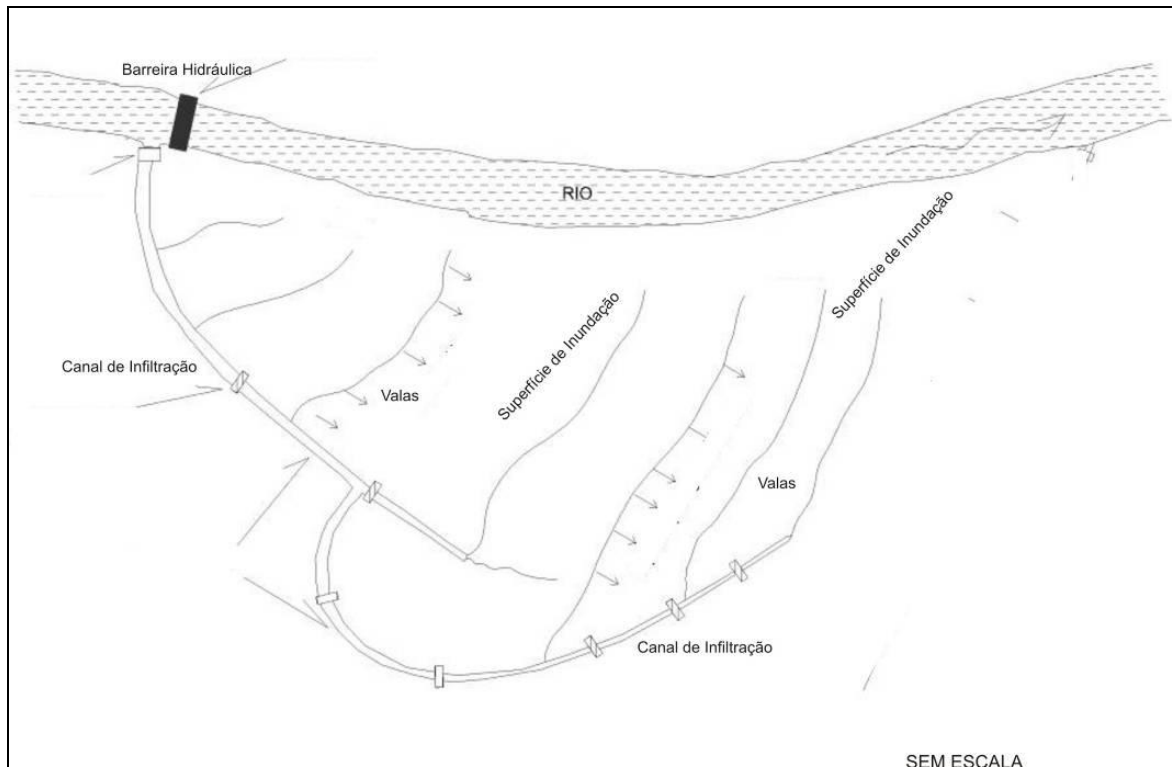 Barreira Hidráulica
RIO
Superfície de Inundação
Superfície de Inundação
Canal de Infiltração
Valas
Valas
Canal de Infiltração
SEM ESCALA